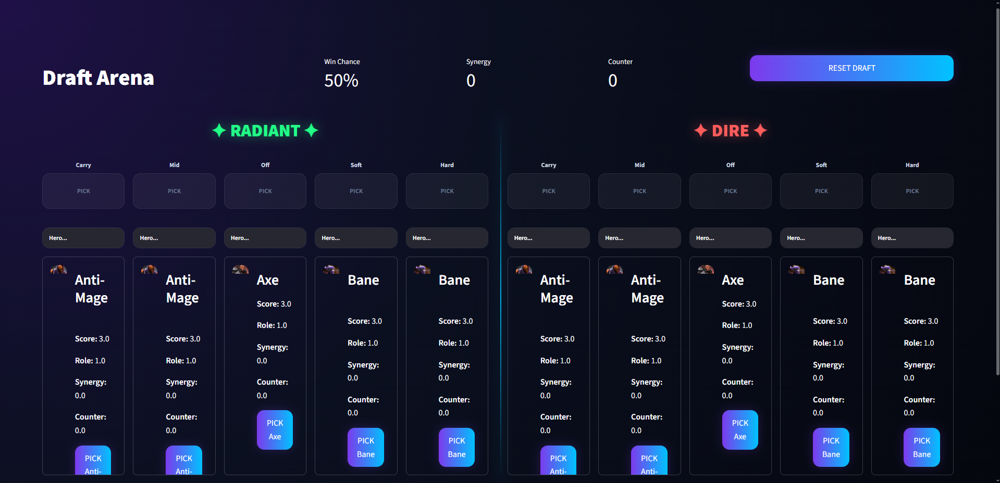 Draft Arena
Win Chance
50%
Synergy
0
Counter
0
RESET DRAFT
✦ RADIANT ✦
✦ DIRE ✦
Carry
Mid
Off
Soft
Hard
Carry
Mid
Off
Soft
Hard
PICK
PICK
PICK
PICK
PICK
PICK
PICK
PICK
PICK
PICK
Hero...
Hero...
Hero...
Hero...
Hero...
Hero...
Hero...
Hero...
Hero...
Hero...
Anti-
Mage
Score: 3.0
Role: 1.0
Synergy:
0.0
Counter:
0.0
PICK
Anti-
Anti-
Mage
Score: 3.0
Role: 1.0
Synergy:
0.0
Counter:
0.0
PICK
Anti-
Axe
Score: 3.0
Role: 1.0
Synergy:
0.0
Counter:
0.0
PICK
Axe
Bane
Score: 3.0
Role: 1.0
Synergy:
0.0
Counter:
0.0
PICK
Bane
Bane
Score: 3.0
Role: 1.0
Synergy:
0.0
Counter:
0.0
PICK
Bane
Anti-
Mage
Score: 3.0
Role: 1.0
Synergy:
0.0
Counter:
0.0
PICK
Anti-
Anti-
Mage
Score: 3.0
Role: 1.0
Synergy:
0.0
Counter:
0.0
PICK
Anti-
Axe
Score: 3.0
Role: 1.0
Synergy:
0.0
Counter:
0.0
PICK
Axe
Bane
Score: 3.0
Role: 1.0
Synergy:
0.0
Counter:
0.0
PICK
Bane
Bane
Score: 3.0
Role: 1.0
Synergy:
0.0
Counter:
0.0
PICK
Bane